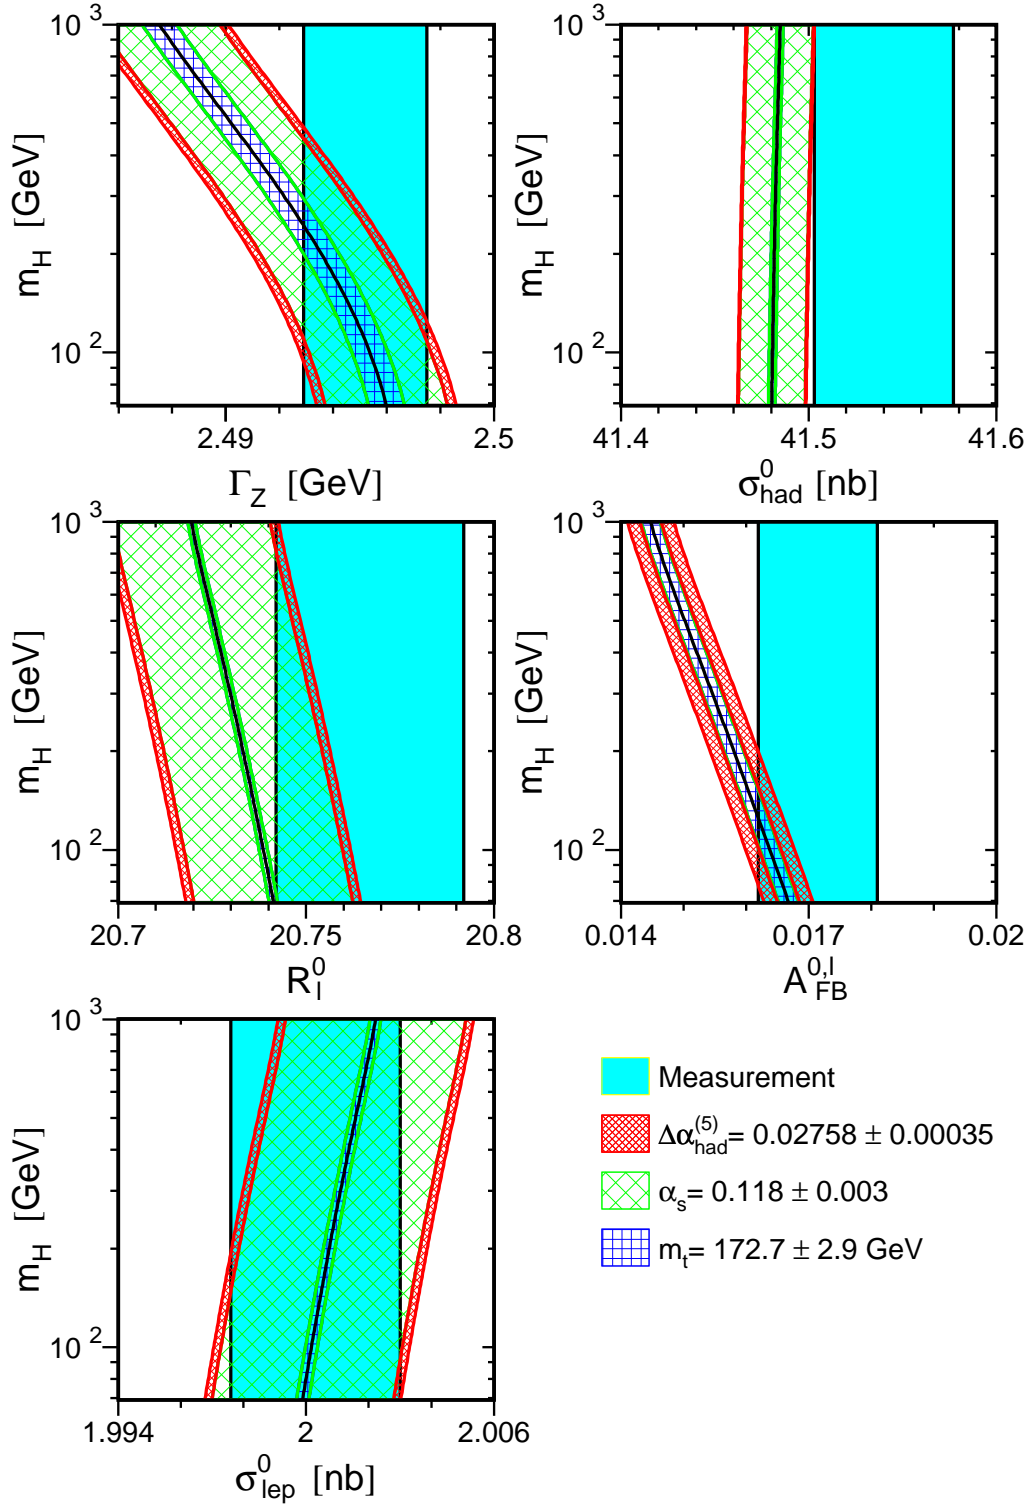 10 3
10 2
m_H [GeV]
2.49
2.5
Γ_Z [GeV]
10 3
10 2
m_H [GeV]
41.4
41.5
41.6
σ^0_had [nb]
10 3
10 2
m_H [GeV]
20.7
20.75
20.8
R^0_l
10 3
10 2
m_H [GeV]
0.014
0.017
0.02
A^0,l_FB
10 3
10 2
m_H [GeV]
1.994
2
2.006
σ^0_lep [nb]
Measurement
Δα^(5)_had= 0.02758 ± 0.00035
α_s= 0.118 ± 0.003
m_t= 172.7 ± 2.9 GeV